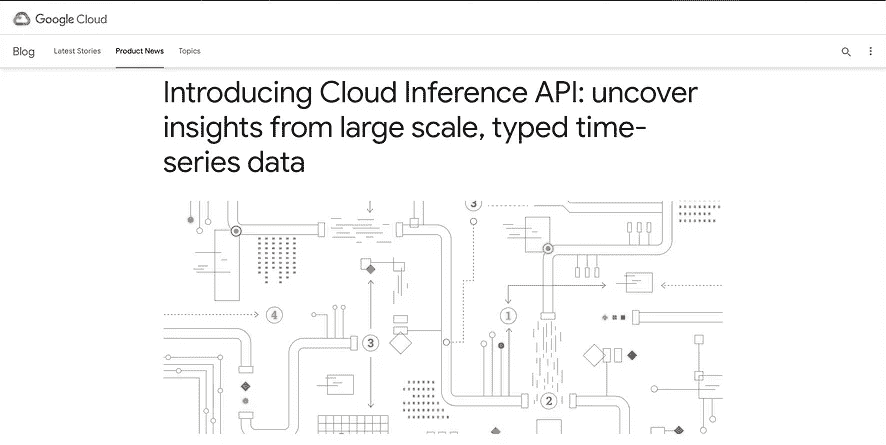 Google Cloud
Blog Latest Stories Product News Topics
Introducing Cloud Inference API: uncover
insights from large scale, typed time-
series data
3
4
1
3
2